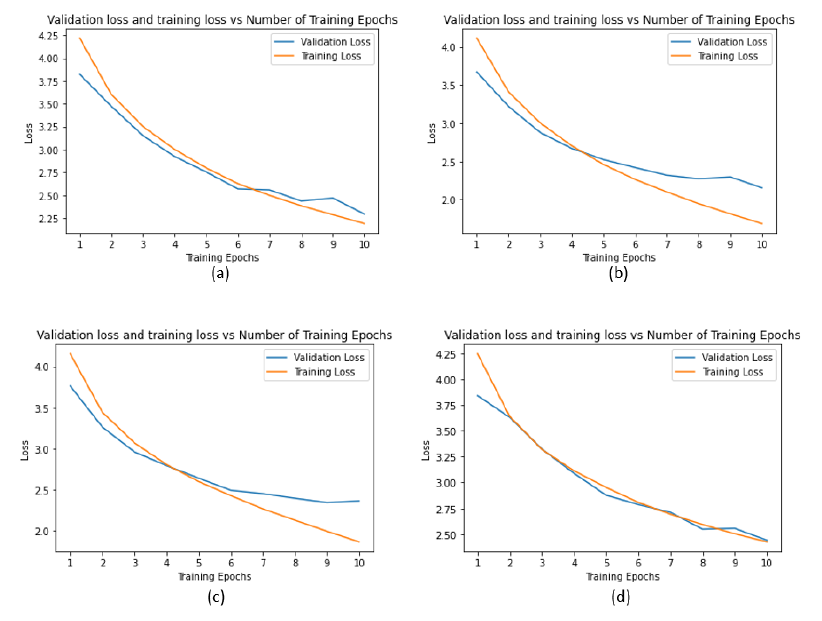 Validation loss and training loss vs Number of Training Epochs
Validation Loss
Training Loss
4.25
4.00
3.75
3.50
3.25
3.00
2.75
2.50
2.25
Loss
1 2 3 4 5 6 7 8 9 10
Training Epochs
(a)
Validation loss and training loss vs Number of Training Epochs
Validation Loss
Training Loss
4.0
3.5
3.0
2.5
2.0
Loss
1 2 3 4 5 6 7 8 9 10
Training Epochs
(b)
Validation loss and training loss vs Number of Training Epochs
Validation Loss
Training Loss
4.0
3.5
3.0
2.5
2.0
Loss
1 2 3 4 5 6 7 8 9 10
Training Epochs
(c)
Validation loss and training loss vs Number of Training Epochs
Validation Loss
Training Loss
4.25
4.00
3.75
3.50
3.25
3.00
2.75
2.50
Loss
1 2 3 4 5 6 7 8 9 10
Training Epochs
(d)